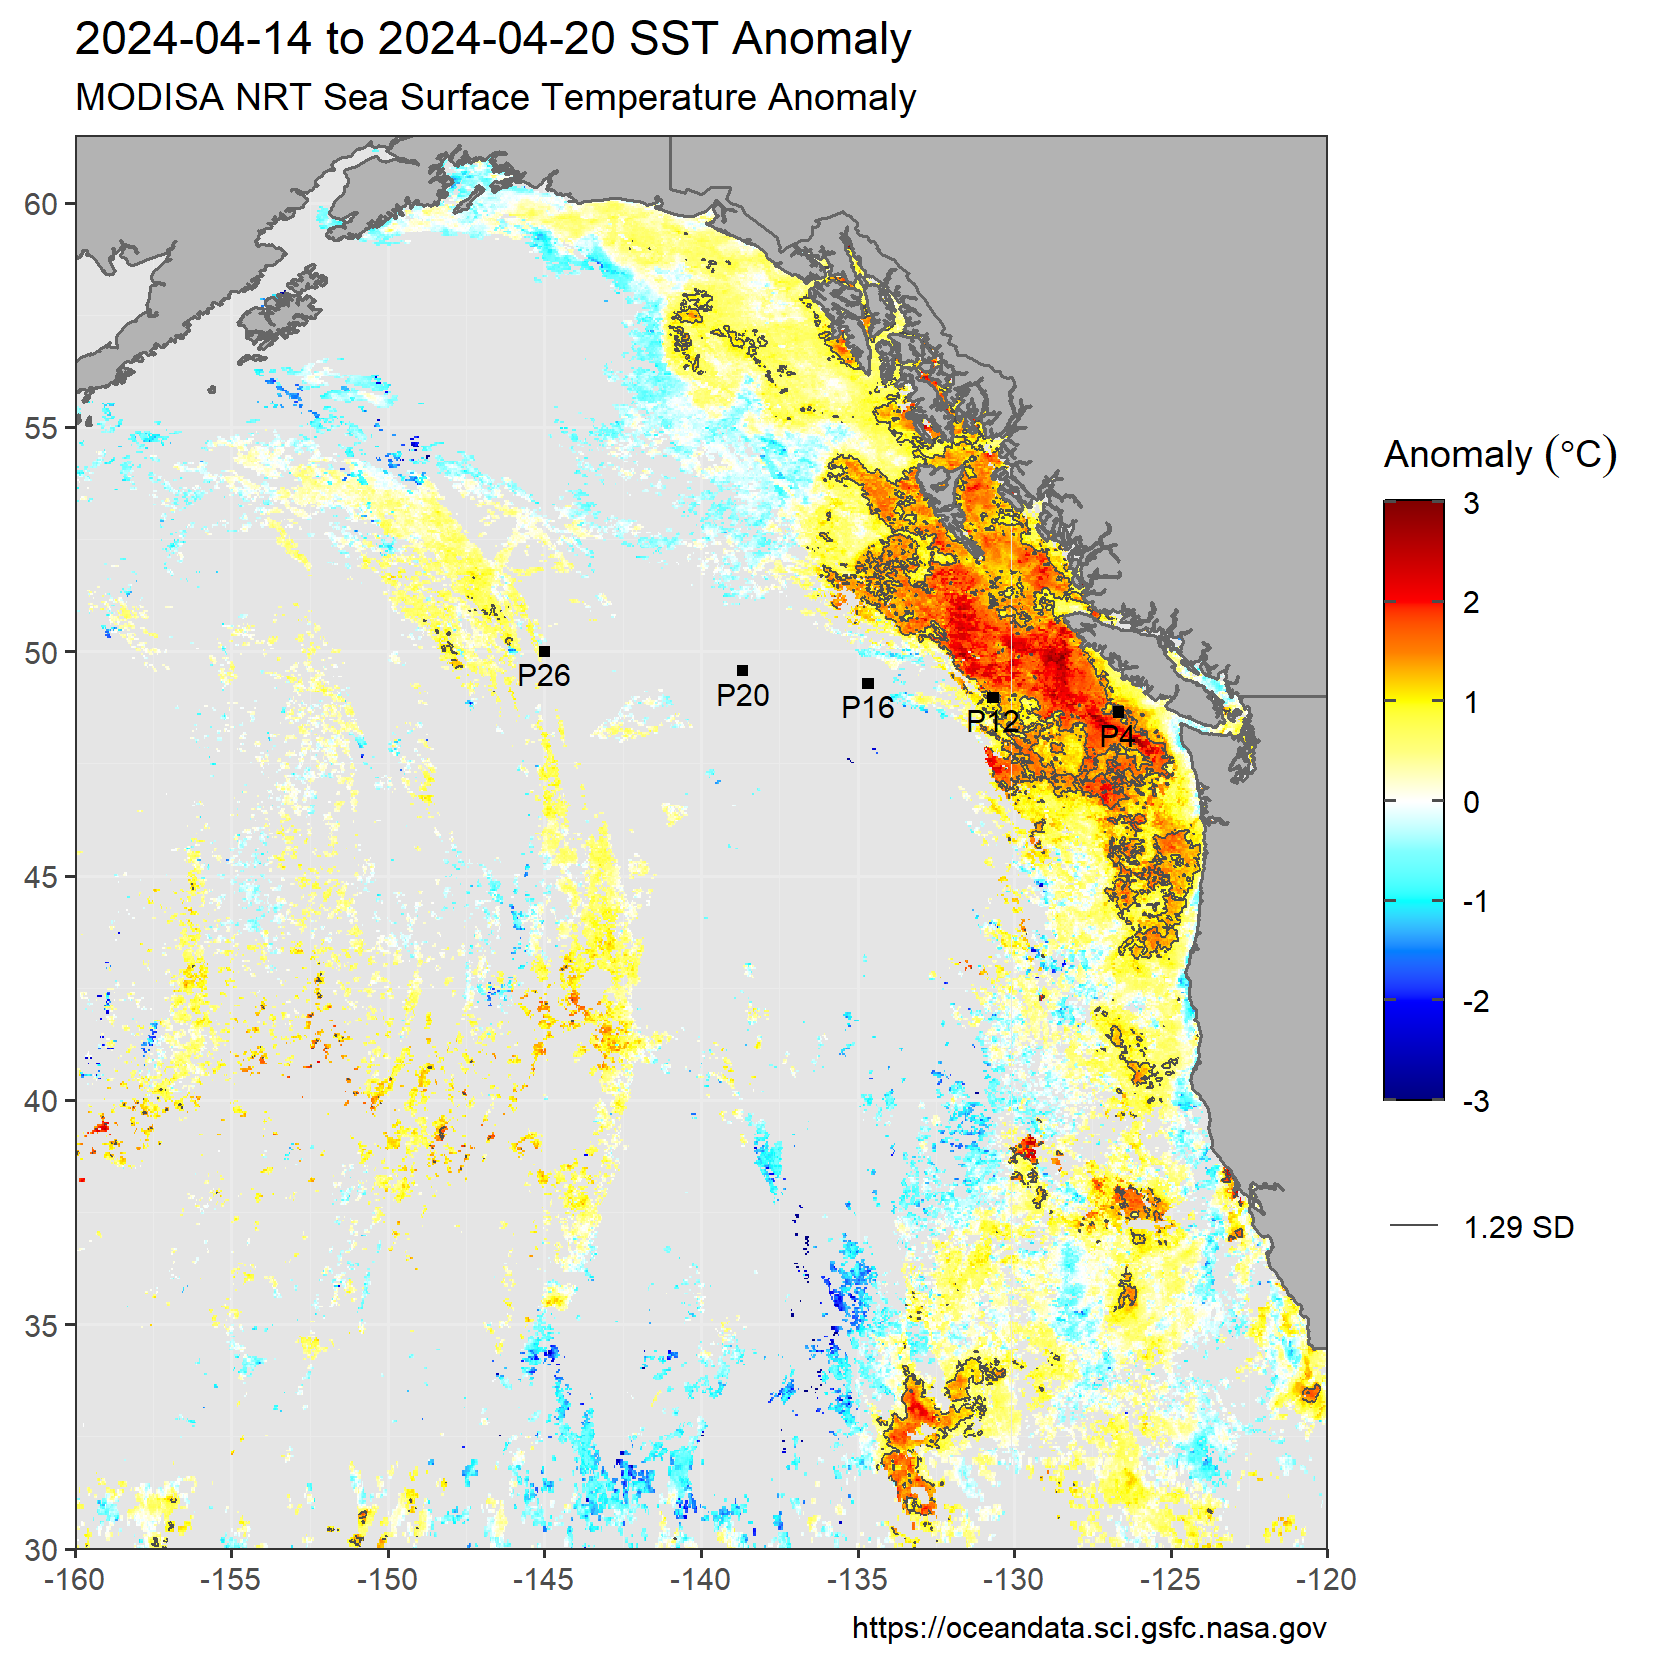 2024-04-14 to 2024-04-20 SST Anomaly
MODISA NRT Sea Surface Temperature Anomaly
60
55
50
45
40
35
30
-160
-155
-150
-145
-140
-135
-130
-125
-120
P26
P20
P16
P12
P4
Anomaly (°C)
3
2
1
0
-1
-2
-3
1.29 SD
https://oceandata.sci.gsfc.nasa.gov